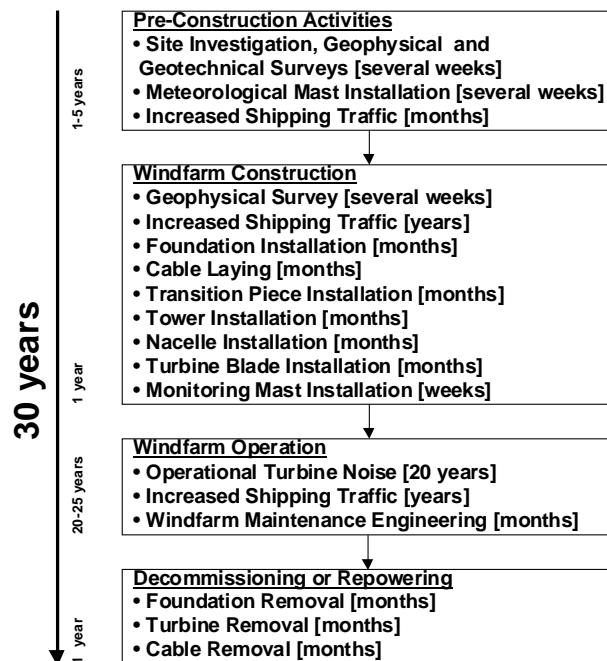 30 years
1-5 years
Pre-Construction Activities
• Site Investigation, Geophysical and
Geotechnical Surveys [several weeks]
• Meteorological Mast Installation [several weeks]
• Increased Shipping Traffic [months]
1 year
Windfarm Construction
• Geophysical Survey [several weeks]
• Increased Shipping Traffic [years]
• Foundation Installation [months]
• Cable Laying [months]
• Transition Piece Installation [months]
• Tower Installation [months]
• Nacelle Installation [months]
• Turbine Blade Installation [months]
• Monitoring Mast Installation [weeks]
20-25 years
Windfarm Operation
• Operational Turbine Noise [20 years]
• Increased Shipping Traffic [years]
• Windfarm Maintenance Engineering [months]
1 year
Decommissioning or Repowering
• Foundation Removal [months]
• Turbine Removal [months]
• Cable Removal [months]